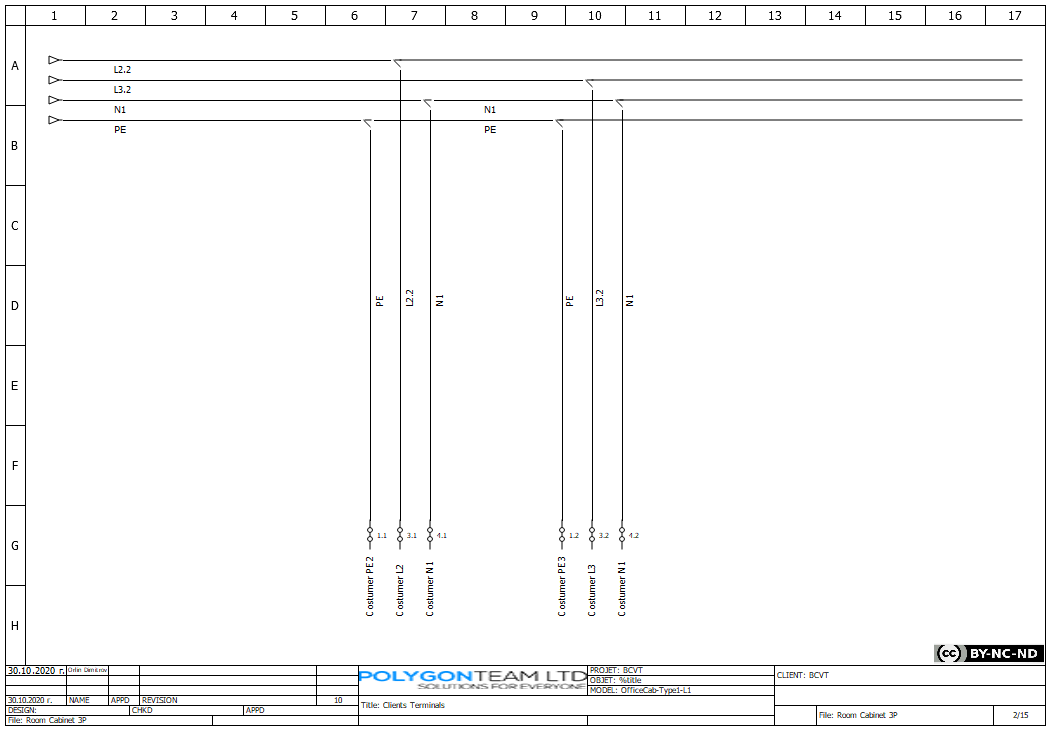 1 2 3 4 5 6 7 8 9 10 11 12 13 14 15 16 17
A
L2.2
L3.2
N1 N1
PE PE
B
C
D
PE L2.2 N1 PE L3.2 N1
E
F
G
1.1 3.1 4.1 1.2 3.2 4.2
Costumer PE2
Costumer L2
Costumer N1
Costumer PE3
Costumer L3
Costumer N1
H
CC BY-NC-ND
30.10.2020 г. Orlin Dimitrov
POLYGONTEAM LTD
SOLUTIONS FOR EVERYONE
PROJET: BCVT
OBJET: %title
MODEL: OfficeCab-Type1-L1
CLIENT: BCVT
30.10.2020 г. NAME APPD REVISION 10
DESIGN: CHKD APPD
File: Room Cabinet 3P
Title: Clients Terminals
File: Room Cabinet 3P
2/15